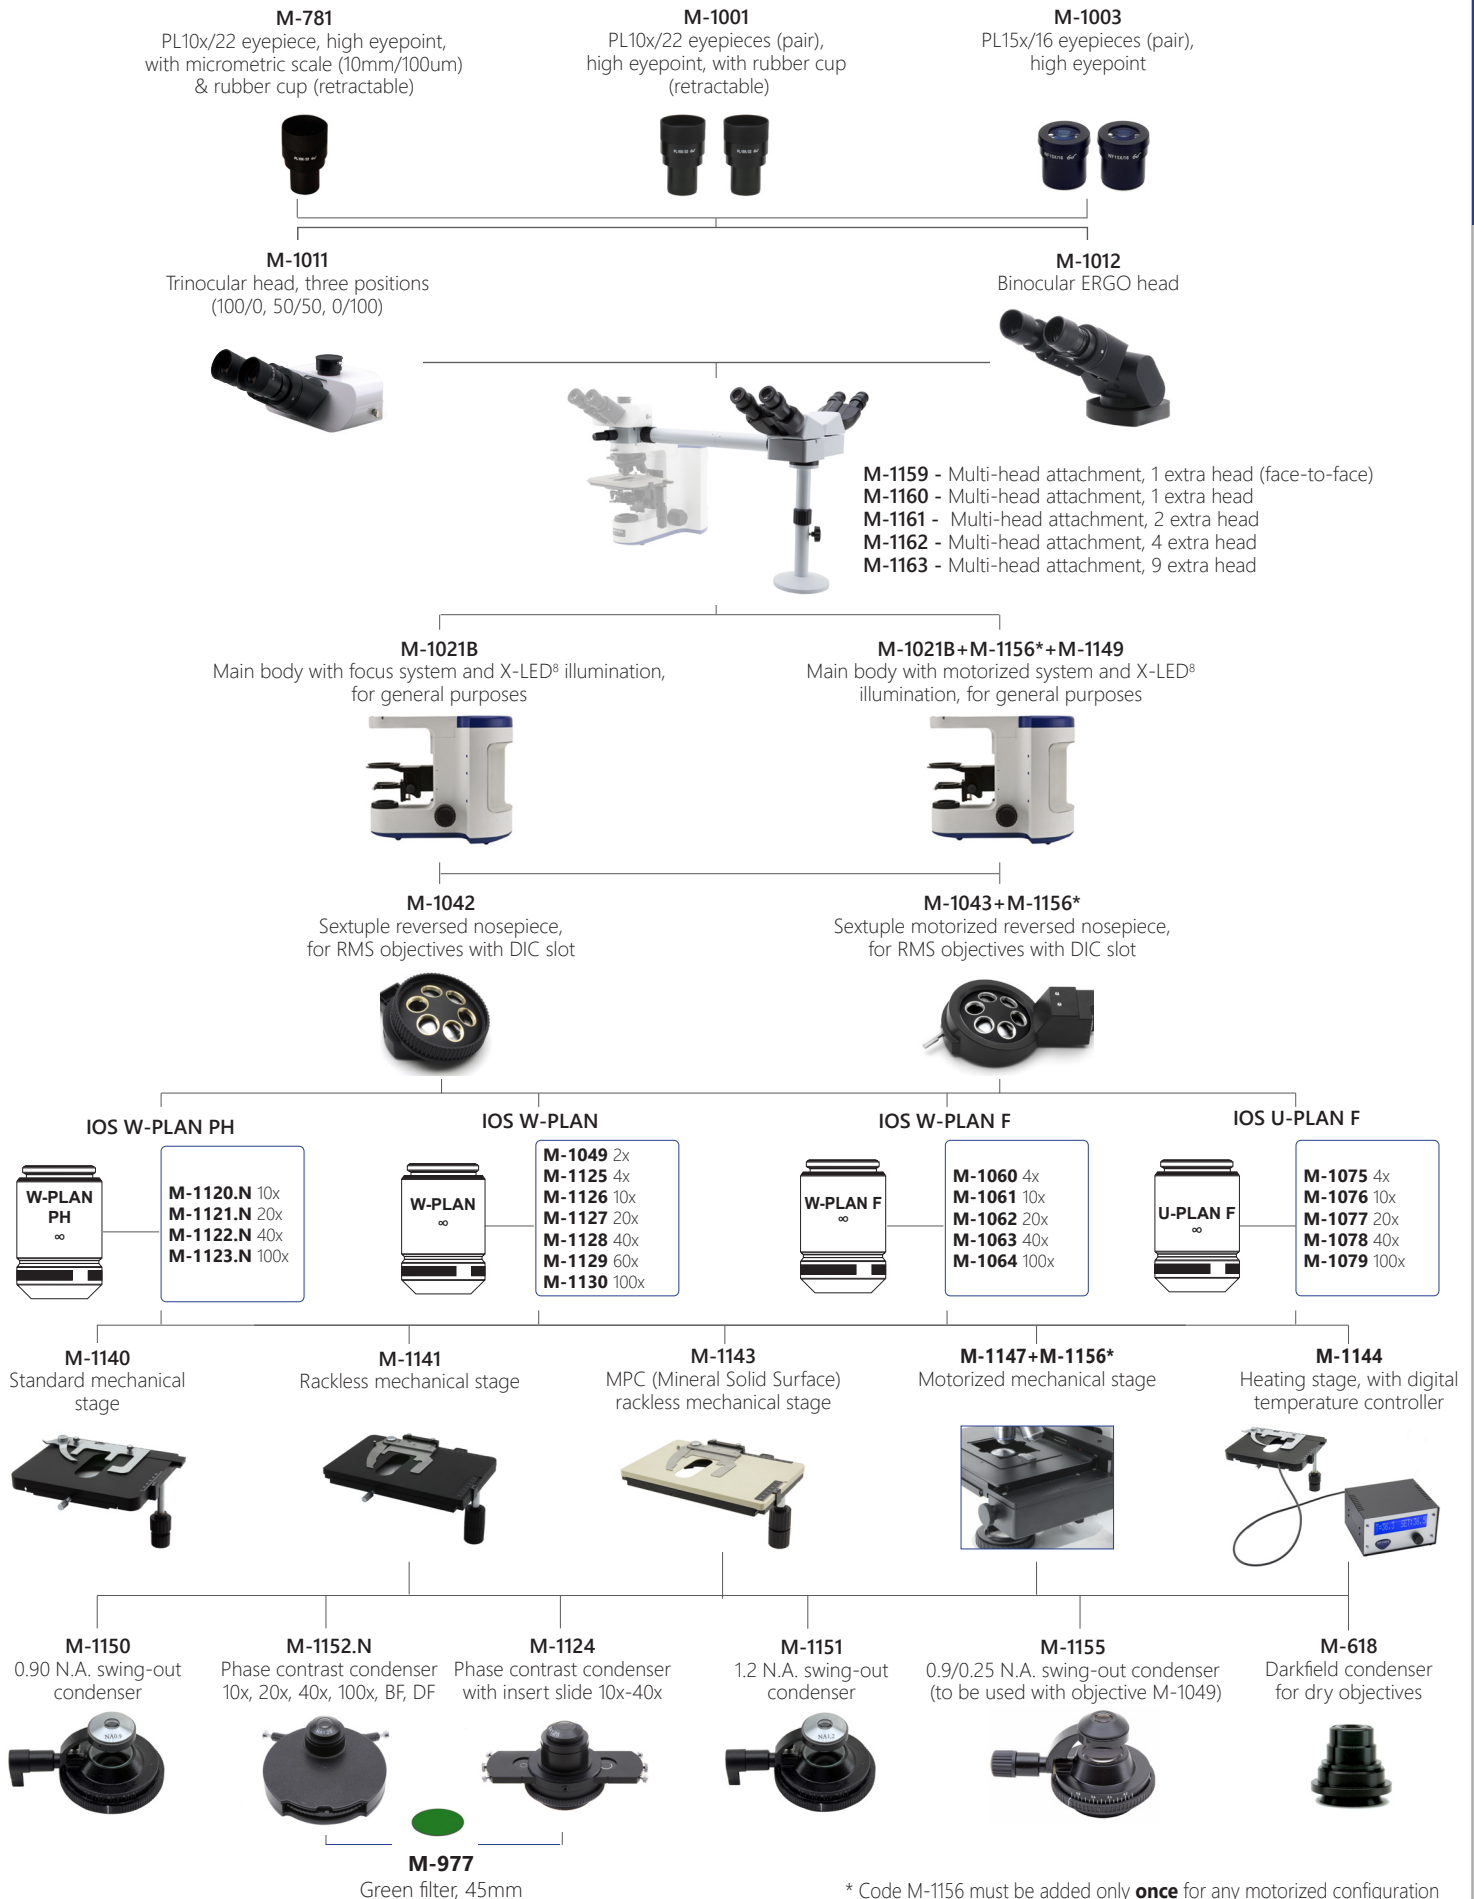 M-781
PL10x/22 eyepiece, high eyepoint,
with micrometric scale (10mm/100um)
& rubber cup (retractable)
M-1001
PL10x/22 eyepieces (pair),
high eyepoint, with rubber cup
(retractable)
M-1003
PL15x/16 eyepieces (pair),
high eyepoint
M-1011
Trinocular head, three positions
(100/0, 50/50, 0/100)
M-1012
Binocular ERGO head
M-1159 - Multi-head attachment, 1 extra head (face-to-face)
M-1160 - Multi-head attachment, 1 extra head
M-1161 - Multi-head attachment, 2 extra head
M-1162 - Multi-head attachment, 4 extra head
M-1163 - Multi-head attachment, 9 extra head
M-1021B
Main body with focus system and X-LED⁸ illumination,
for general purposes
M-1021B+M-1156*+M-1149
Main body with motorized system and X-LED⁸
illumination, for general purposes
M-1042
Sextuple reversed nosepiece,
for RMS objectives with DIC slot
M-1043+M-1156*
Sextuple motorized reversed nosepiece,
for RMS objectives with DIC slot
IOS W-PLAN PH
W-PLAN
PH
∞
M-1120.N 10x
M-1121.N 20x
M-1122.N 40x
M-1123.N 100x
IOS W-PLAN
W-PLAN
∞
M-1049 2x
M-1125 4x
M-1126 10x
M-1127 20x
M-1128 40x
M-1129 60x
M-1130 100x
IOS W-PLAN F
W-PLAN F
∞
M-1060 4x
M-1061 10x
M-1062 20x
M-1063 40x
M-1064 100x
IOS U-PLAN F
U-PLAN F
∞
M-1075 4x
M-1076 10x
M-1077 20x
M-1078 40x
M-1079 100x
M-1140
Standard mechanical
stage
M-1141
Rackless mechanical stage
M-1143
MPC (Mineral Solid Surface)
rackless mechanical stage
M-1147+M-1156*
Motorized mechanical stage
M-1144
Heating stage, with digital
temperature controller
M-1150
0.90 N.A. swing-out
condenser
NA0.9
M-1152.N
Phase contrast condenser
10x, 20x, 40x, 100x, BF, DF
M-1124
Phase contrast condenser
with insert slide 10x-40x
M-1151
1.2 N.A. swing-out
condenser
NA1.2
M-1155
0.9/0.25 N.A. swing-out condenser
(to be used with objective M-1049)
M-618
Darkfield condenser
for dry objectives
M-977
Green filter, 45mm
* Code M-1156 must be added only once for any motorized configuration